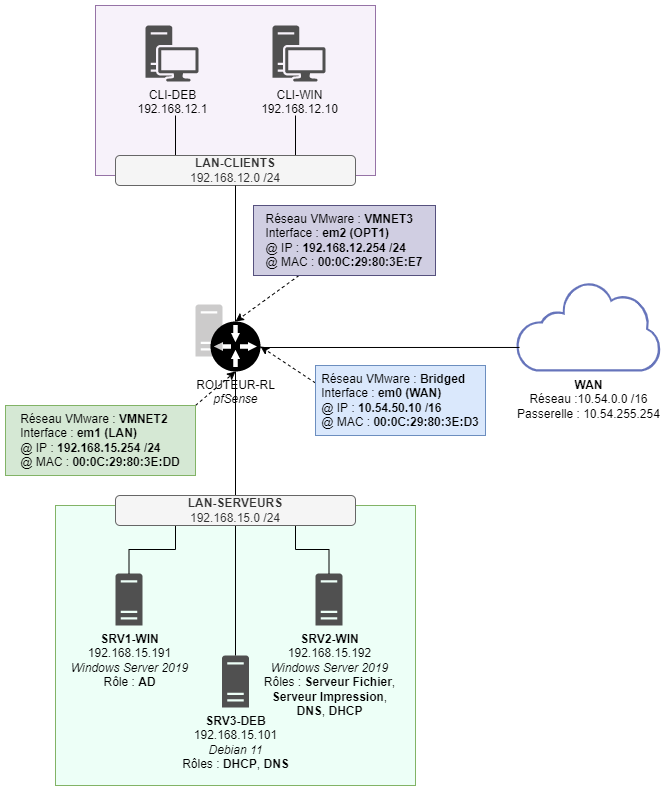 CLI-DEB
192.168.12.1
CLI-WIN
192.168.12.10
LAN-CLIENTS
192.168.12.0 /24
Réseau VMware : VMNET3
Interface : em2 (OPT1)
@ IP : 192.168.12.254 /24
@ MAC : 00:0C:29:80:3E:E7
ROUTEUR-RL
pfSense
WAN
Réseau :10.54.0.0 /16
Passerelle : 10.54.255.254
Réseau VMware : Bridged
Interface : em0 (WAN)
@ IP : 10.54.50.10 /16
@ MAC : 00:0C:29:80:3E:D3
Réseau VMware : VMNET2
Interface : em1 (LAN)
@ IP : 192.168.15.254 /24
@ MAC : 00:0C:29:80:3E:DD
LAN-SERVEURS
192.168.15.0 /24
SRV1-WIN
192.168.15.191
Windows Server 2019
Rôle : AD
SRV2-WIN
192.168.15.192
Windows Server 2019
Rôles : Serveur Fichier,
Serveur Impression,
DNS, DHCP
SRV3-DEB
192.168.15.101
Debian 11
Rôles : DHCP, DNS